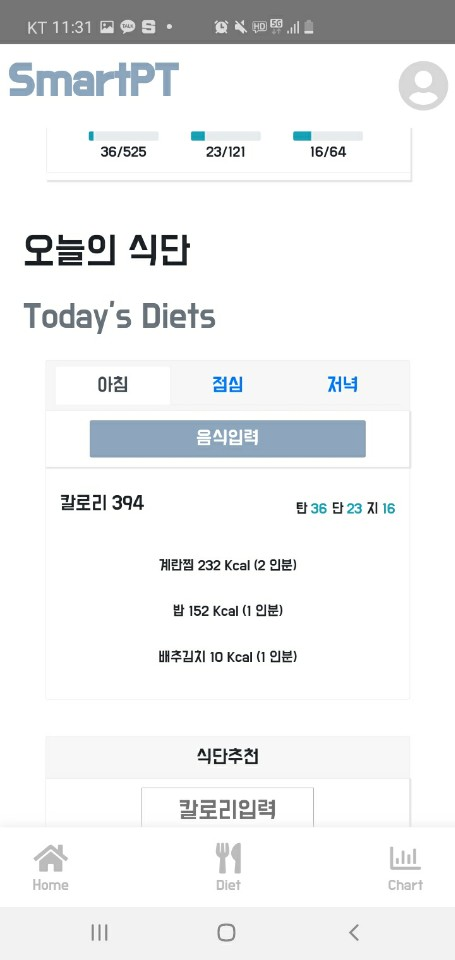 KT 11:31
SmartPT
36/525 23/121 16/64
오늘의 식단
Today's Diets
아침 점심 저녁
음식입력
칼로리 394 탄 36 단 23 지 16
계란찜 232 Kcal (2 인분)
밥 152 Kcal (1 인분)
배추김치 10 Kcal (1 인분)
식단추천
칼로리입력
Home Diet Chart